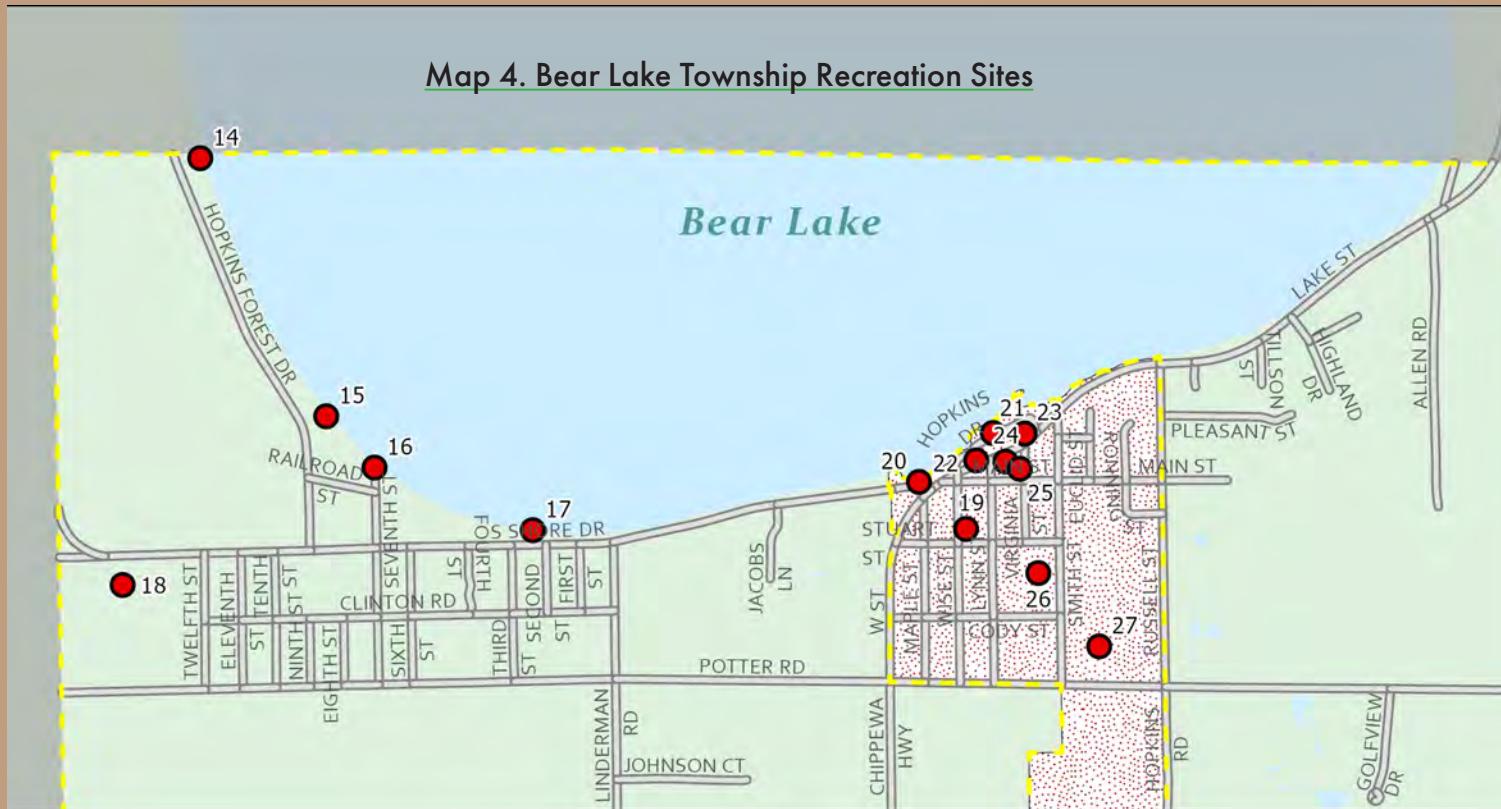 Map 4. Bear Lake Township Recreation Sites
14
Bear Lake
HOPKINS FOREST DR
LAKE ST
HIGHLAND DR
TILLSON ST
ALLEN RD
15
16
RAILROAD ST
17
18
HOPKINS DR
21
23
24
20
22
19
25
26
27
PLEASANT ST
MAIN ST
MAIN ST
RUSSELL ST
STUART ST
W ST
MAPLE ST
WISE ST
LYNN ST
VIRGINIA ST
EUCLID ST
SMITH ST
CODY ST
JACOBS LN
TWELFTH ST
ELEVENTH ST
TENTH ST
NINTH ST
EIGHTH ST
SEVENTH ST
SIXTH ST
FOURTH ST
THIRD ST
SECOND ST
FIRST ST
CLINTON RD
POTTER RD
LINDERMAN RD
JOHNSON CT
CHIPPEWA HWY
HOPKINS RD
GOLFVIEW DR